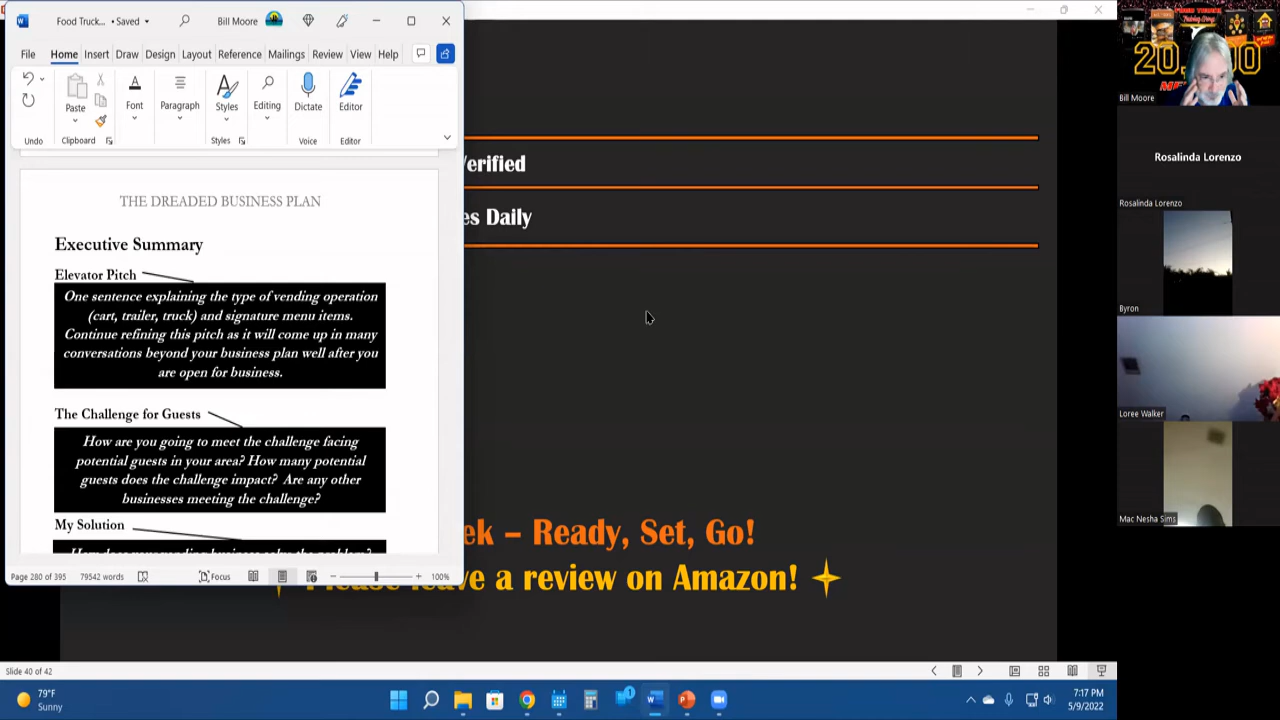 Food Truck... • Saved
Bill Moore
File Home Insert Draw Design Layout Reference Mailings Review View Help
Paste
Font
Paragraph
Styles
Editing
Dictate
Editor
Undo
Clipboard
Styles
Voice
Editor
THE DREADED BUSINESS PLAN
Executive Summary
Elevator Pitch
One sentence explaining the type of vending operation
(cart, trailer, truck) and signature menu items.
Continue refining this pitch as it will come up in many
conversations beyond your business plan well after you
are open for business.
The Challenge for Guests
How are you going to meet the challenge facing
potential guests in your area? How many potential
guests does the challenge impact? Are any other
businesses meeting the challenge?
My Solution
Page 280 of 395 79542 words Focus 100%
Verified
es Daily
ek – Ready, Set, Go!
leave a review on Amazon!
Slide 40 of 42
FOOD TRUCK
Bill Moore
Rosalinda Lorenzo
Rosalinda Lorenzo
Byron
Loree Walker
Mac Nesha Sims
79°F
Sunny
1
7:17 PM
5/9/2022